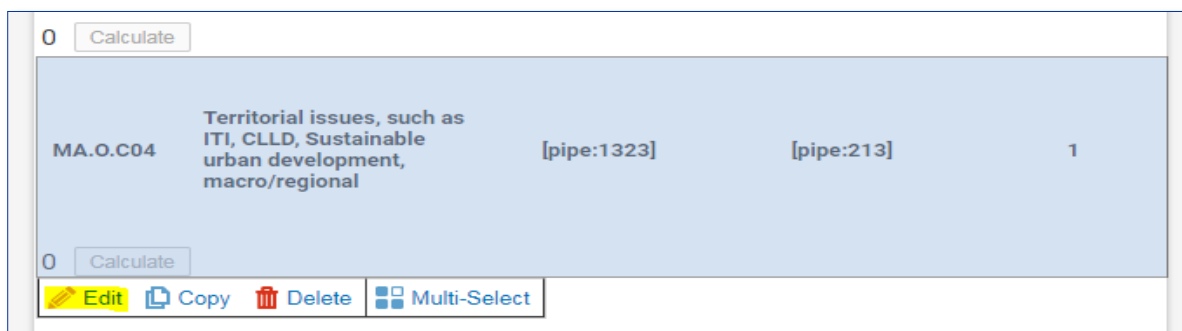 0 Calculate
Territorial issues, such as
ITI, CLLD, Sustainable
MA.O.C04 urban development, [pipe:1323] [pipe:213] 1
macro/regional
0 Calculate
Edit Copy Delete Multi-Select